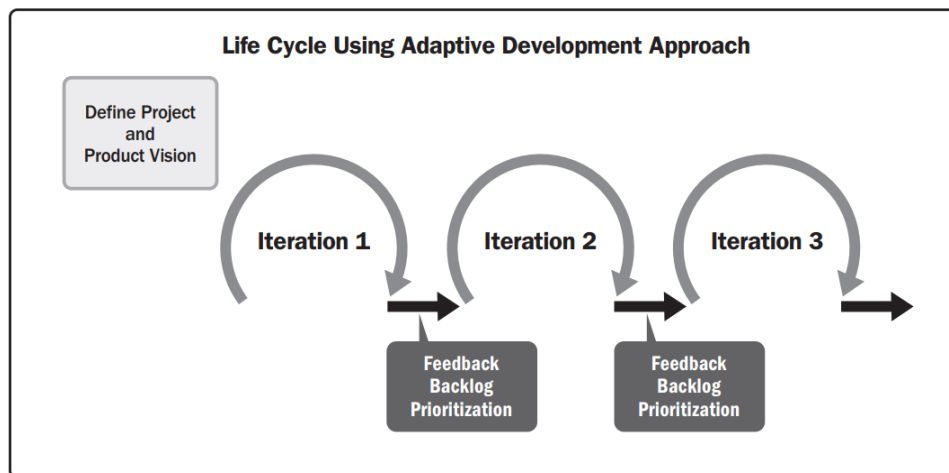 Life Cycle Using Adaptive Development Approach
Define Project
and
Product Vision
Iteration 1
Iteration 2
Iteration 3
Feedback
Backlog
Prioritization
Feedback
Backlog
Prioritization